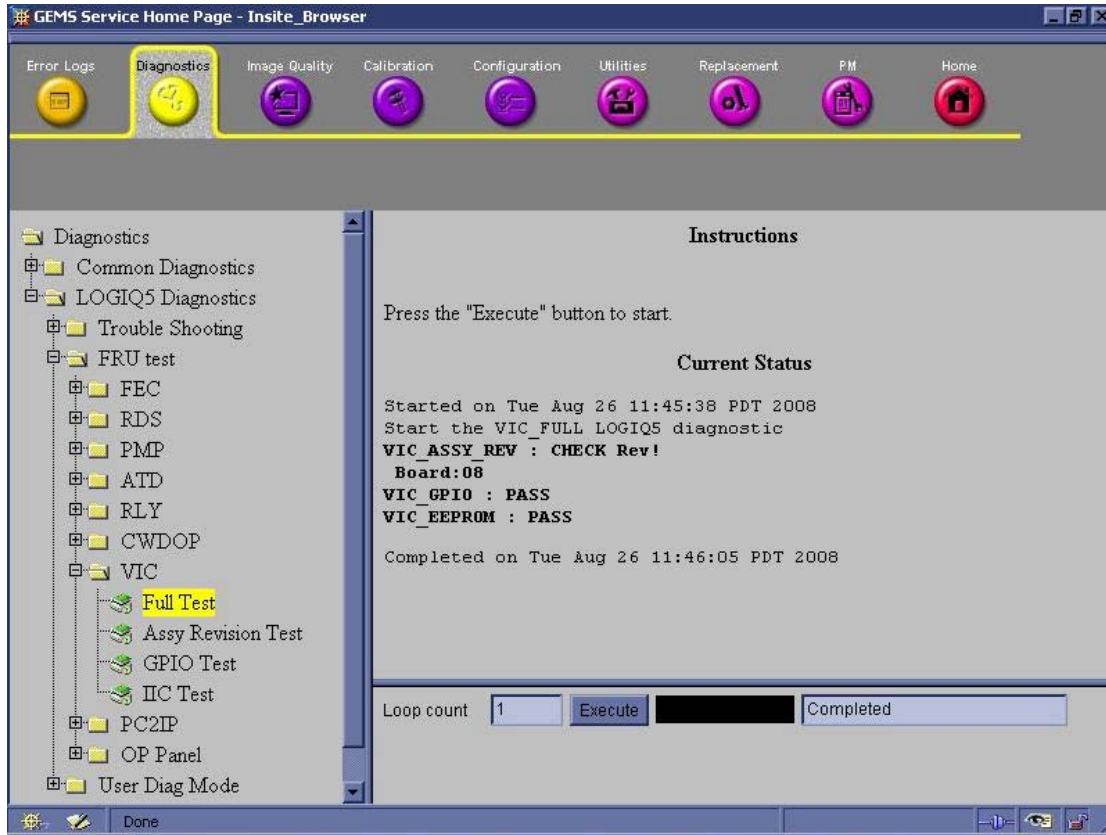 GEMS Service Home Page - Insite_Browser
Error Logs Diagnostics Image Quality Calibration Configuration Utilities Replacement PM Home
Diagnostics
Common Diagnostics
LOGIQ5 Diagnostics
Trouble Shooting
FRU test
FEC
RDS
PMP
ATD
RLY
CWDOP
VIC
Full Test
Assy Revision Test
GPIO Test
IIC Test
PC2IP
OP Panel
User Diag Mode
Instructions
Press the "Execute" button to start.
Current Status
Started on Tue Aug 26 11:45:38 PDT 2008
Start the VIC_FULL LOGIQ5 diagnostic
VIC_ASSY_REV : CHECK Rev!
Board:08
VIC_GPIO : PASS
VIC_EEPROM : PASS
Completed on Tue Aug 26 11:46:05 PDT 2008
Loop count 1 Execute Completed
Done